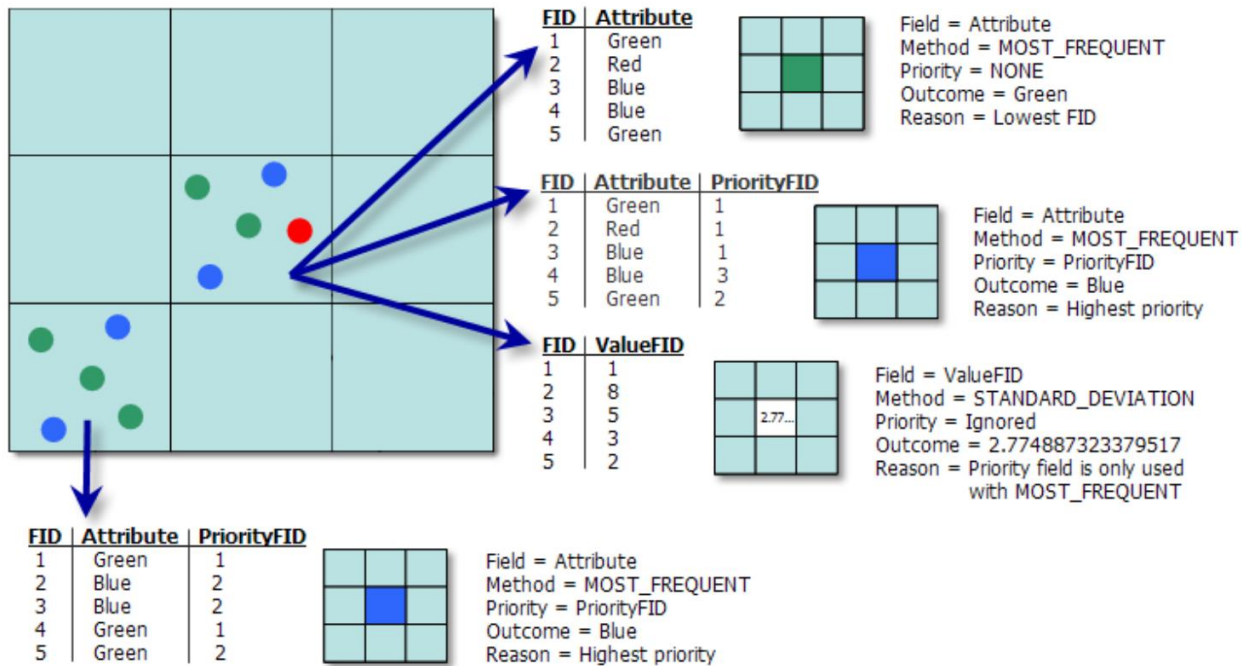 FID | Attribute
1 | Green
2 | Red
3 | Blue
4 | Blue
5 | Green
Field = Attribute
Method = MOST_FREQUENT
Priority = NONE
Outcome = Green
Reason = Lowest FID
FID | Attribute | PriorityFID
1 | Green | 1
2 | Red | 1
3 | Blue | 1
4 | Blue | 3
5 | Green | 2
Field = Attribute
Method = MOST_FREQUENT
Priority = PriorityFID
Outcome = Blue
Reason = Highest priority
FID | ValueFID
1 | 1
2 | 8
3 | 5
4 | 3
5 | 2
2.77...
Field = ValueFID
Method = STANDARD_DEVIATION
Priority = Ignored
Outcome = 2.774887323379517
Reason = Priority field is only used
with MOST_FREQUENT
FID | Attribute | PriorityFID
1 | Green | 1
2 | Blue | 2
3 | Blue | 2
4 | Green | 1
5 | Green | 2
Field = Attribute
Method = MOST_FREQUENT
Priority = PriorityFID
Outcome = Blue
Reason = Highest priority